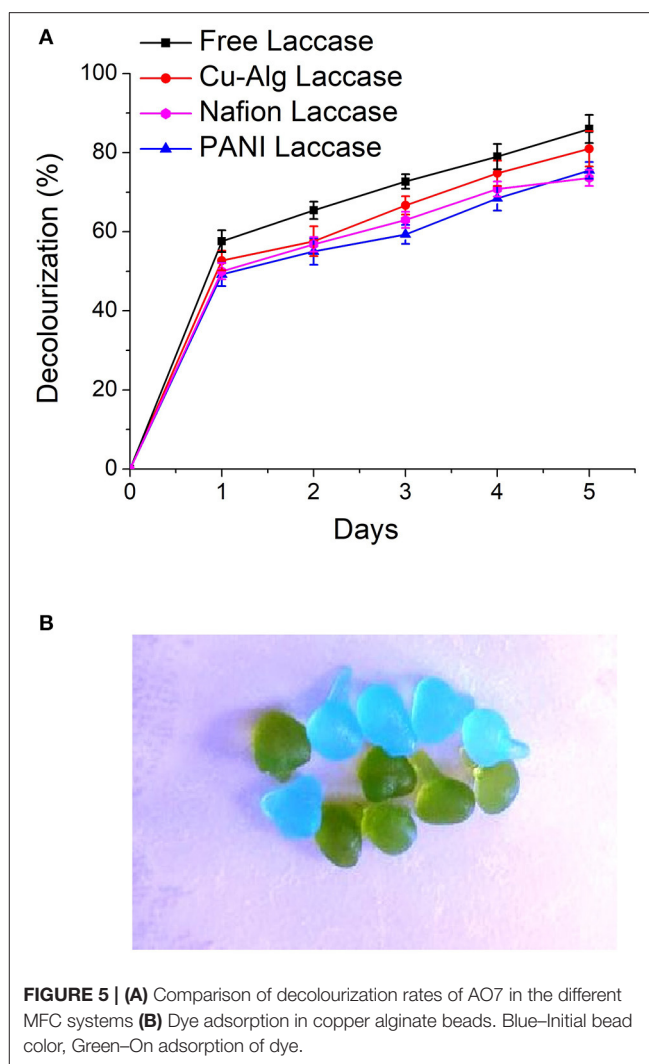 A
Free Laccase
Cu-Alg Laccase
Nafion Laccase
PANI Laccase
100
80
60
40
20
0
Decolourization (%)
0 1 2 3 4 5
Days
B
FIGURE 5 | (A) Comparison of decolourization rates of AO7 in the different
MFC systems (B) Dye adsorption in copper alginate beads. Blue–Initial bead
color, Green–On adsorption of dye.